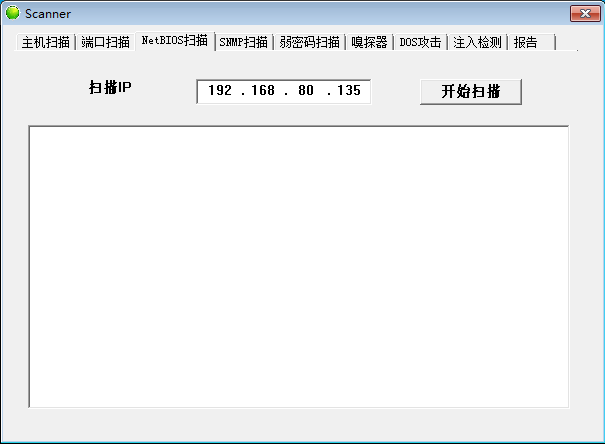 Scanner
主机扫描 端口扫描 NetBIOS扫描 SNMP扫描 弱密码扫描 嗅探器 DOS攻击 注入检测 报告
扫描IP 192 . 168 . 80 . 135 开始扫描